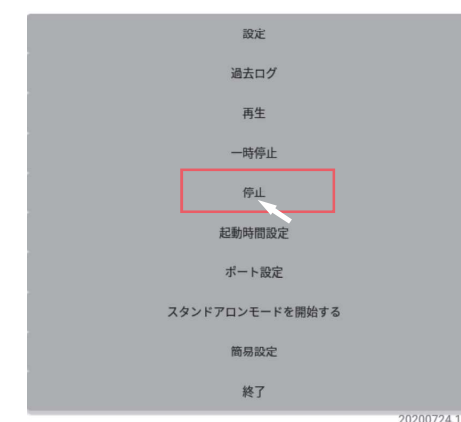 設定
過去ログ
再生
一時停止
停止
起動時間設定
ポート設定
スタンドアロンモードを開始する
簡易設定
終了
20200724.1